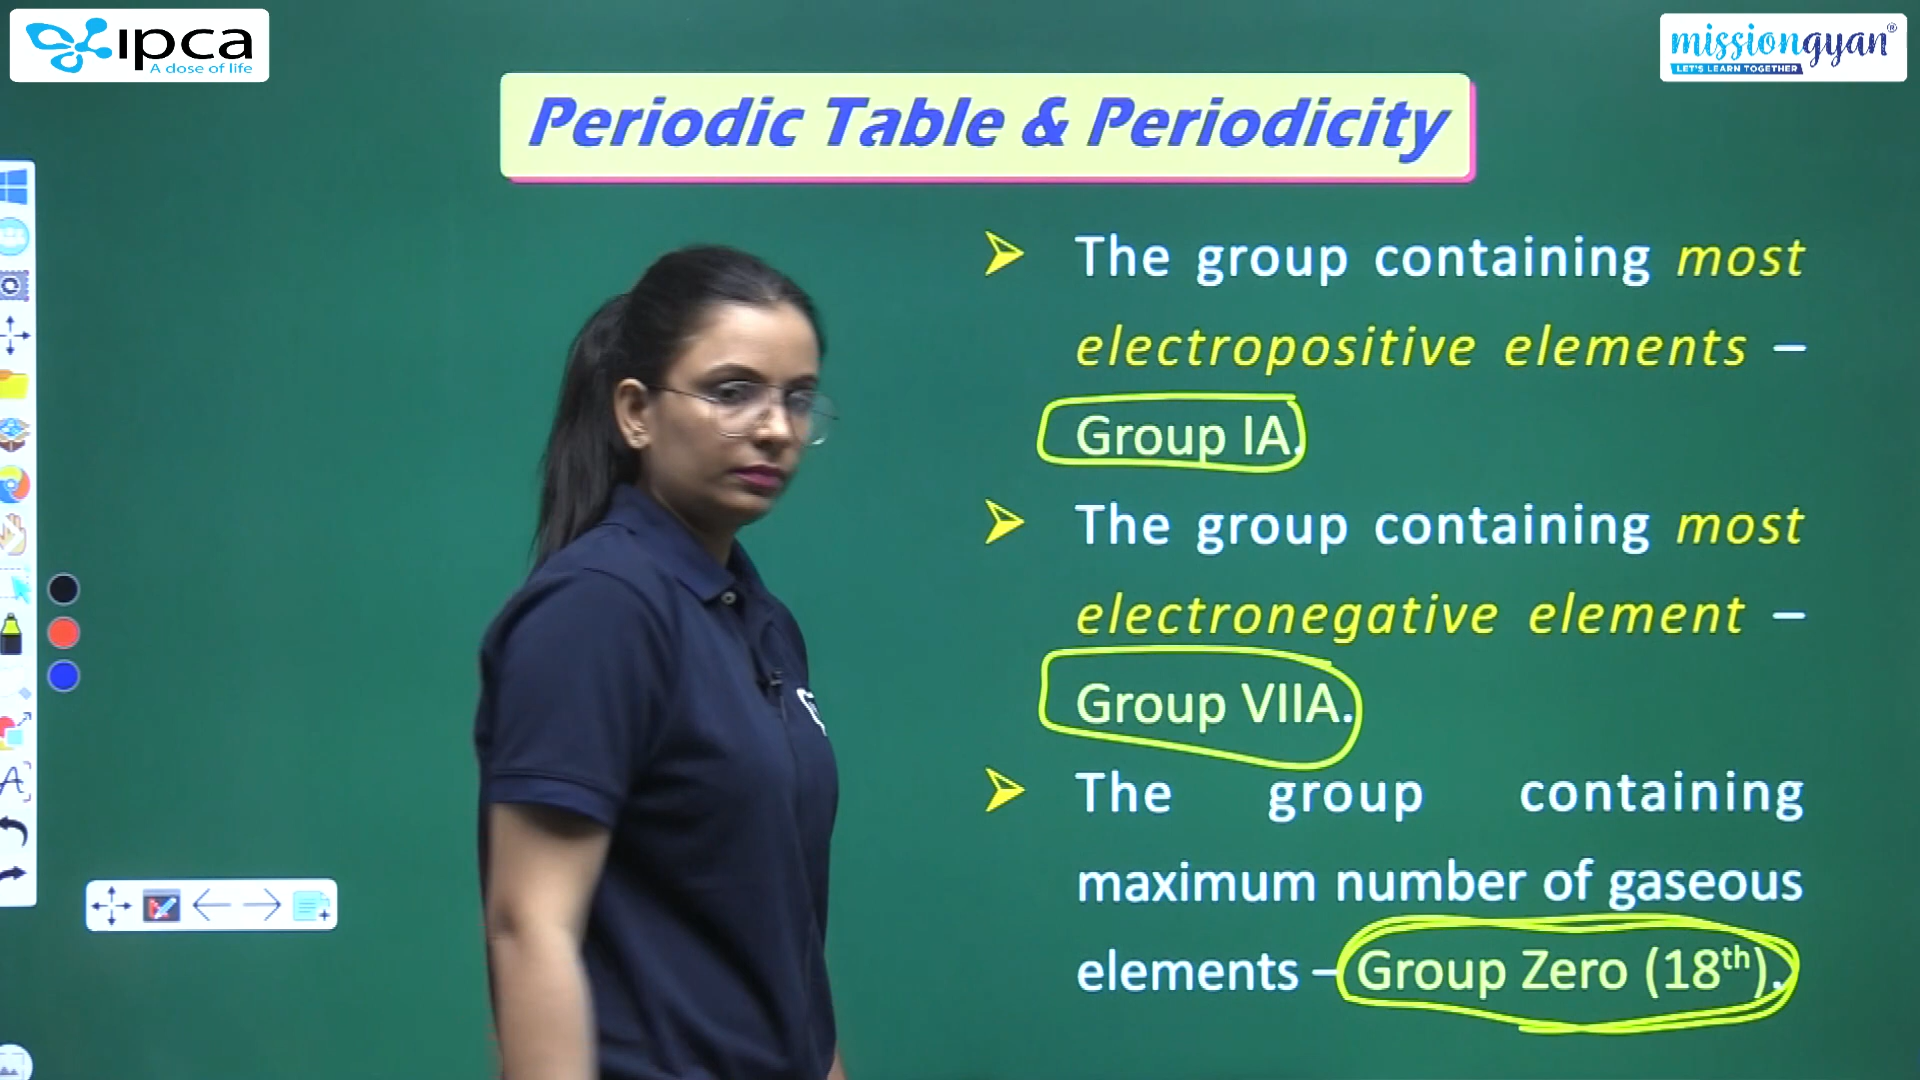 ipca
A dose of life
missiongyan®
LET'S LEARN TOGETHER
Periodic Table & Periodicity
➢ The group containing most
electropositive elements –
Group IA.
➢ The group containing most
electronegative element –
Group VIIA.
➢ The group containing
maximum number of gaseous
elements – Group Zero (18th).